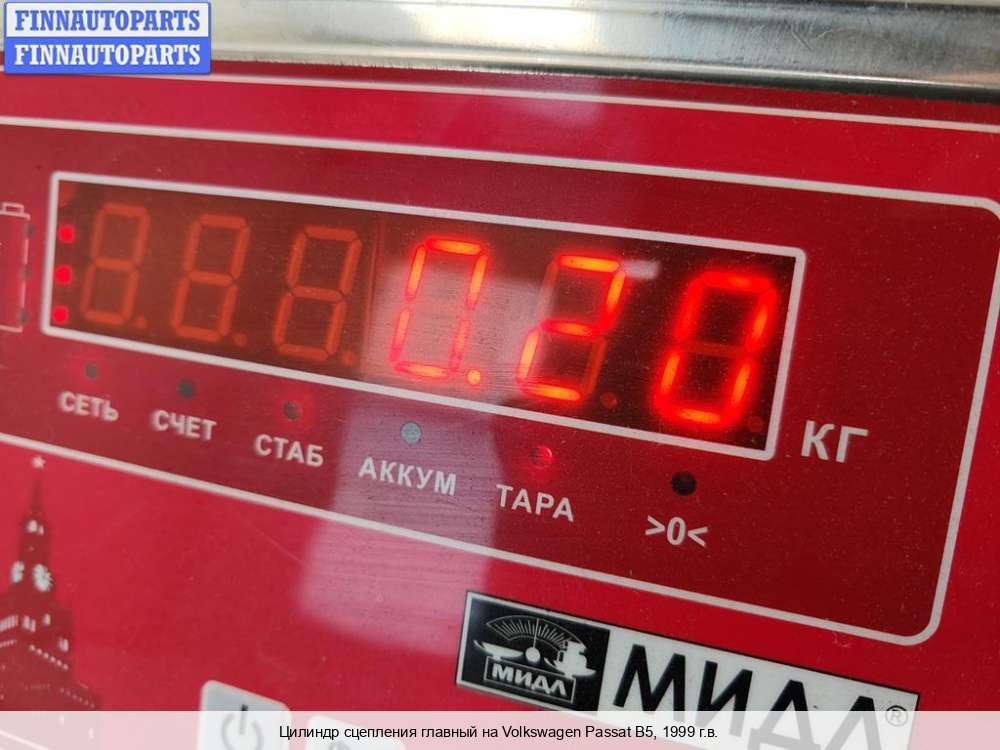 FINNAUTOPARTS
FINNAUTOPARTS
0.20
КГ
СЕТЬ СЧЕТ СТАБ АККУМ ТАРА >0<
МИДЛ МИДЛ®
Цилиндр сцепления главный на Volkswagen Passat B5, 1999 г.в.